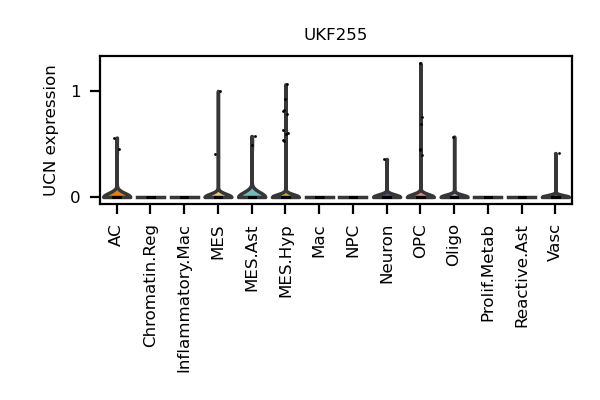 UKF255
UCN expression
1
0
AC
Chromatin.Reg
Inflammatory.Mac
MES
MES.Ast
MES.Hyp
Mac
NPC
Neuron
OPC
Oligo
Prolif.Metab
Reactive.Ast
Vasc